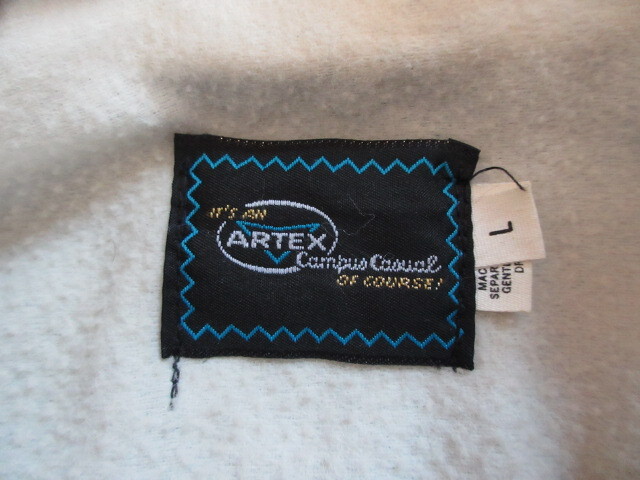 IT'S AN
ARTEX
Campus Casual
OF COURSE!
L
MAC
SEPAR
GENTL
DR